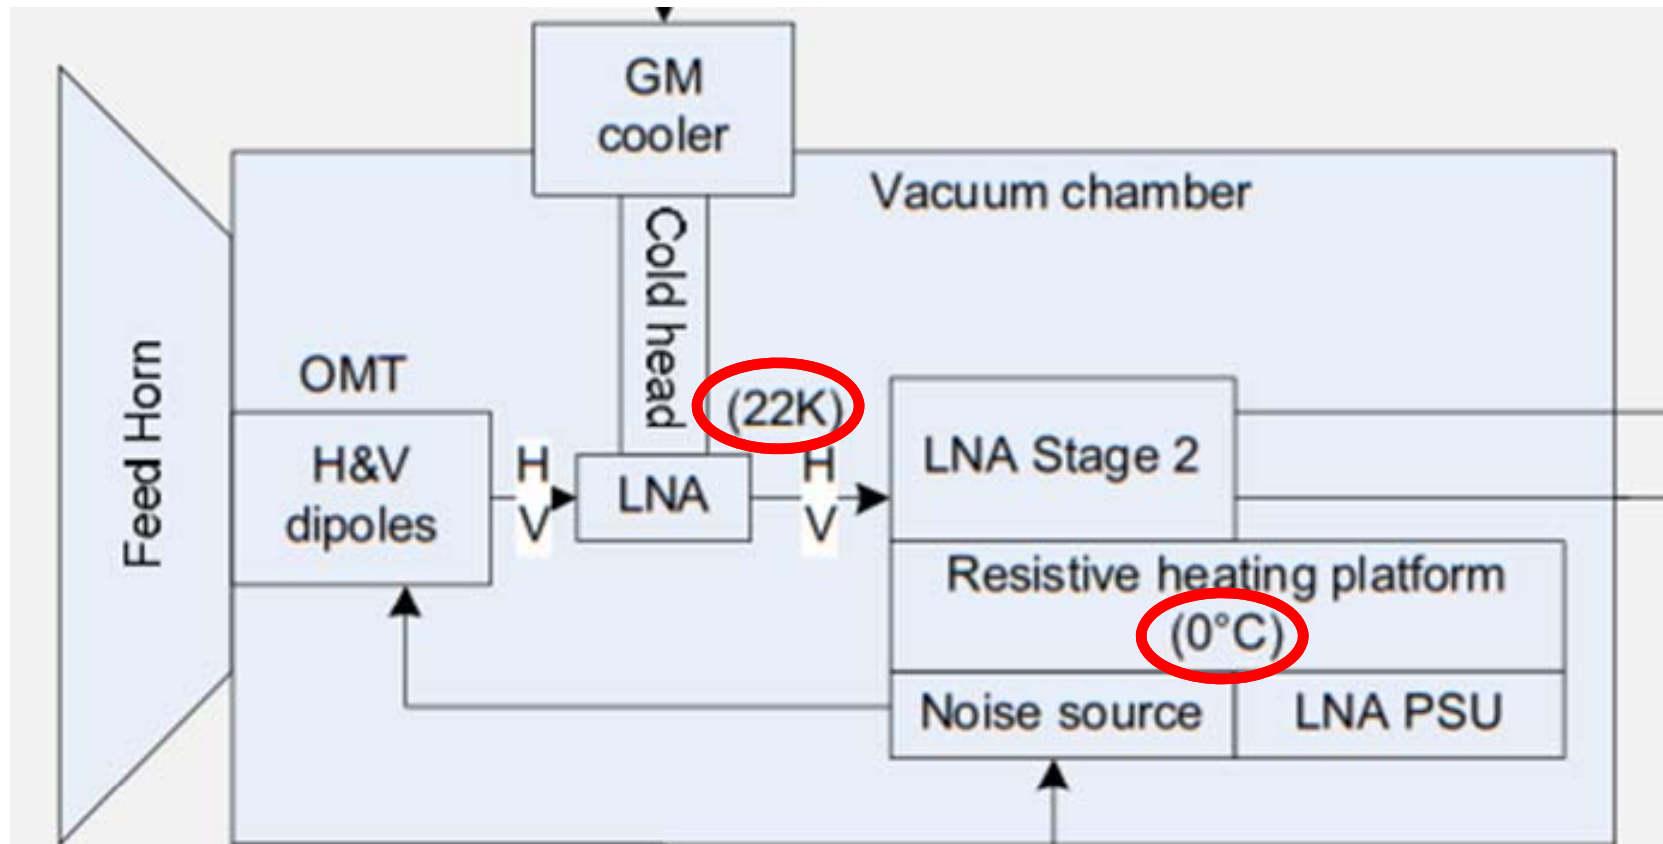 GM
cooler
Vacuum chamber
Cold head
Feed Horn
OMT
(22K)
H&V
dipoles
H
V
LNA
H
V
LNA Stage 2
Resistive heating platform
(0°C)
Noise source
LNA PSU